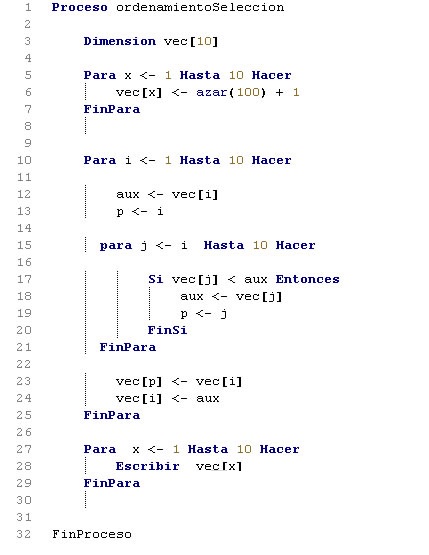 1 Proceso ordenamientoSeleccion
2
3 Dimension vec[10]
4
5 Para x <- 1 Hasta 10 Hacer
6 vec[x] <- azar(100) + 1
7 FinPara
8
9
10 Para i <- 1 Hasta 10 Hacer
11
12 aux <- vec[i]
13 p <- i
14
15 para j <- i Hasta 10 Hacer
16
17 Si vec[j] < aux Entonces
18 aux <- vec[j]
19 p <- j
20 FinSi
21 FinPara
22
23 vec[p] <- vec[i]
24 vec[i] <- aux
25 FinPara
26
27 Para x <- 1 Hasta 10 Hacer
28 Escribir vec[x]
29 FinPara
30
31
32 FinProceso